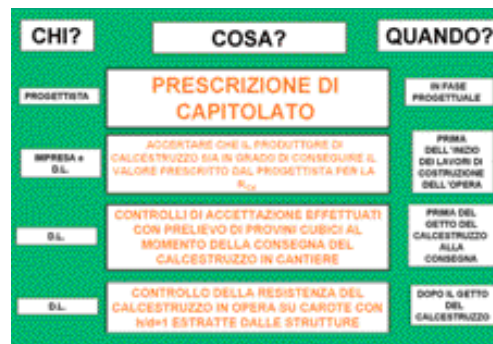 CHI?
COSA?
QUANDO?
PROGETTISTA
PRESCRIZIONE DI
CAPITOLATO
IN FASE
PROGETTUALE
IMPRESA e
D.L.
ACCERTARE CHE IL PRODUTTORE DI
CALCESTRUZZO SIA IN GRADO DI CONSEGUIRE IL
VALORE PRESCRITTO DAL PROGETTISTA PER LA
PRIMA
DELL'INIZIO
DEI LAVORI DI
COSTRUZIONE
DELL'OPERA
D.L.
CONTROLLI DI ACCETTAZIONE EFFETTUATI
CON PRELIEVO DI PROVINI CUBICI AL
MOMENTO DELLA CONSEGNA DEL
CALCESTRUZZO IN CANTIERE
PRIMA DEL
GETTO DEL
CALCESTRUZZO
ALLA
CONSEGNA
D.L.
CONTROLLO DELLA RESISTENZA DEL
CALCESTRUZZO IN OPERA SU CAROTE CON
h/d=1 ESTRATTE DALLE STRUTTURE
DOPO IL GETTO
DEL
CALCESTRUZZO